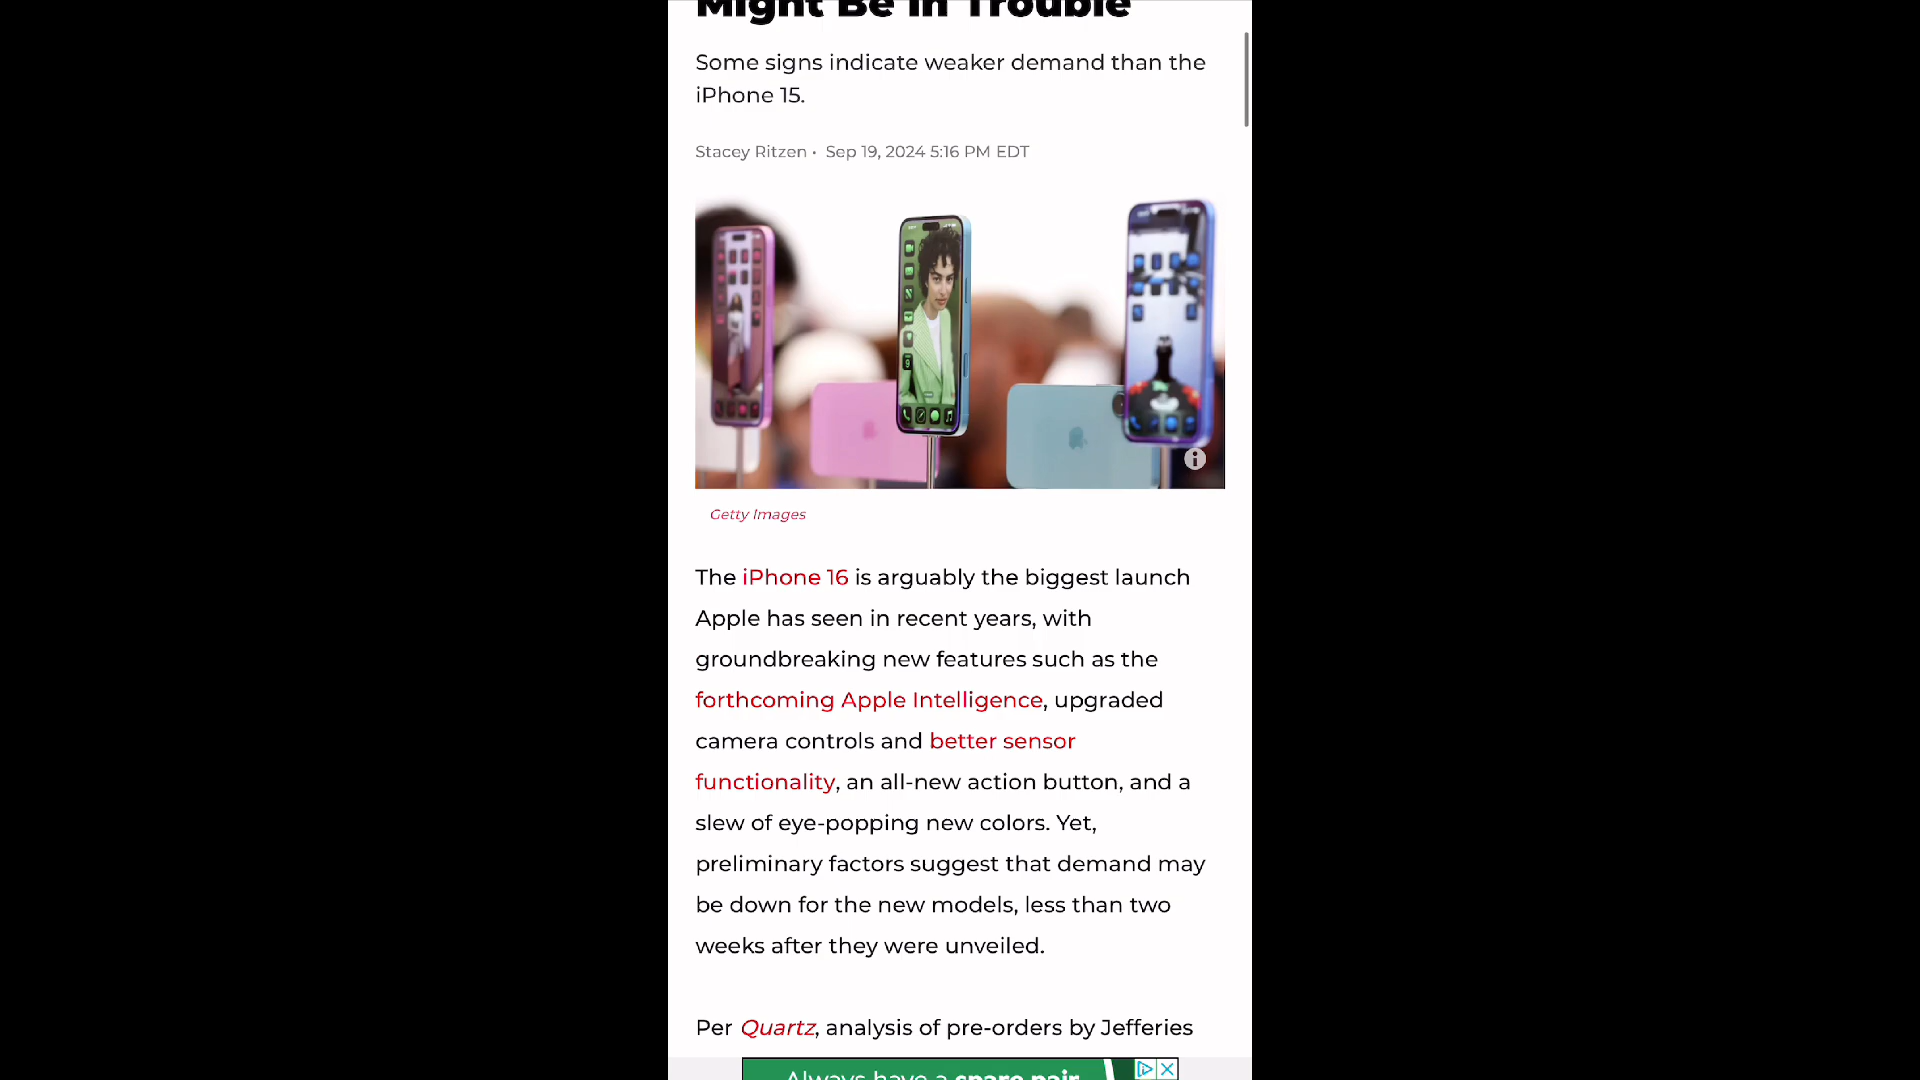 Might Be in Trouble
Some signs indicate weaker demand than the
iPhone 15.
Stacey Ritzen • Sep 19, 2024 5:16 PM EDT
Getty Images
The iPhone 16 is arguably the biggest launch
Apple has seen in recent years, with
groundbreaking new features such as the
forthcoming Apple Intelligence, upgraded
camera controls and better sensor
functionality, an all-new action button, and a
slew of eye-popping new colors. Yet,
preliminary factors suggest that demand may
be down for the new models, less than two
weeks after they were unveiled.
Per Quartz, analysis of pre-orders by Jefferies
Always have a spare pair